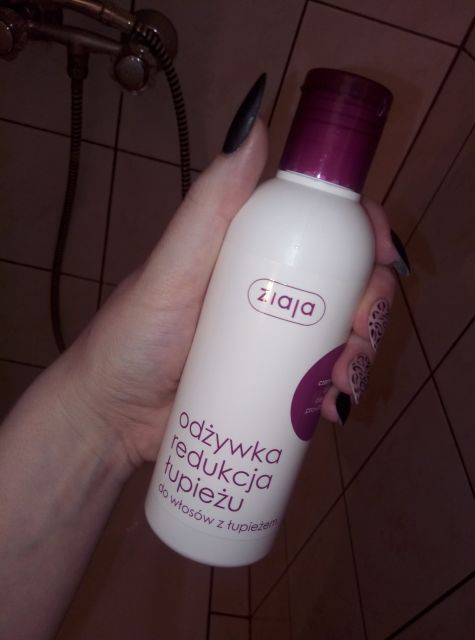 ziaja
odżywka
redukcja
łupieżu
do włosów z łupieżem